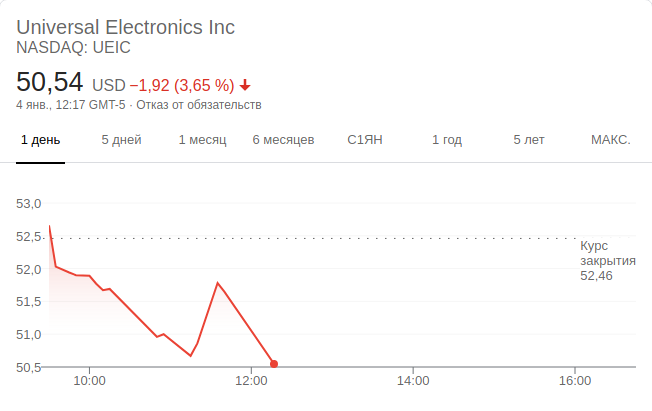 Universal Electronics Inc
NASDAQ: UEIC
50,54 USD −1,92 (3,65 %) ↓
4 янв., 12:17 GMT-5 · Отказ от обязательств
1 день 5 дней 1 месяц 6 месяцев С1ЯН 1 год 5 лет МАКС.
53,0
52,5
Курс
закрытия
52,46
52,0
51,5
51,0
50,5
10:00 12:00 14:00 16:00